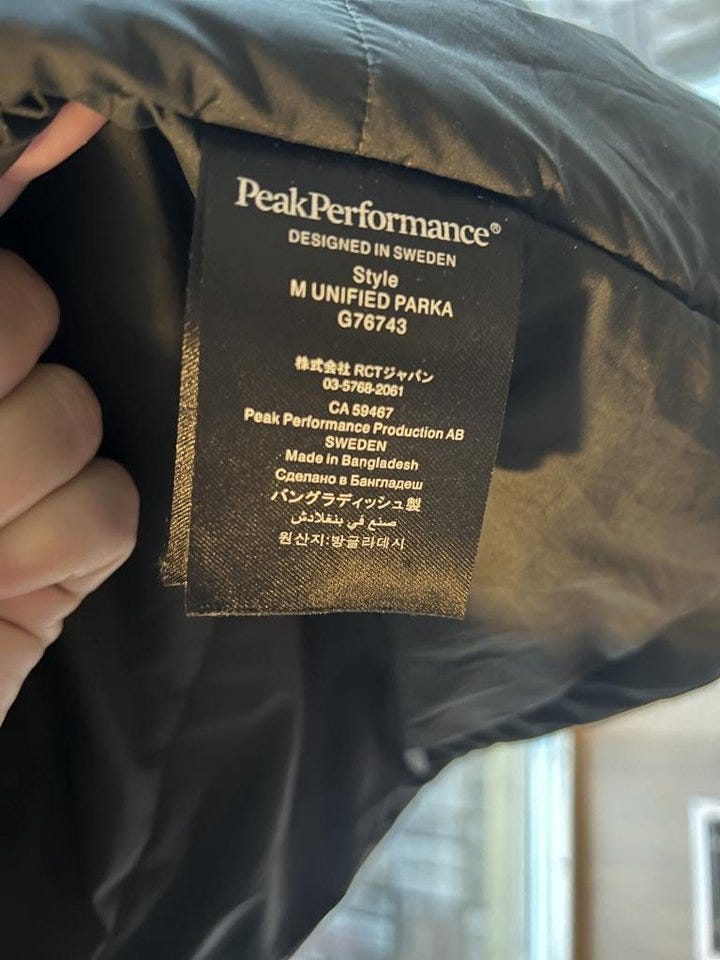 PeakPerformance®
DESIGNED IN SWEDEN
Style
M UNIFIED PARKA
G76743
株式会社 RCTジャパン
03-5768-2061
CA 59467
Peak Performance Production AB
SWEDEN
Made in Bangladesh
Сделано в Бангладеш
バングラディッシュ製
صنع في بنغلادش
원산지:방글라데시